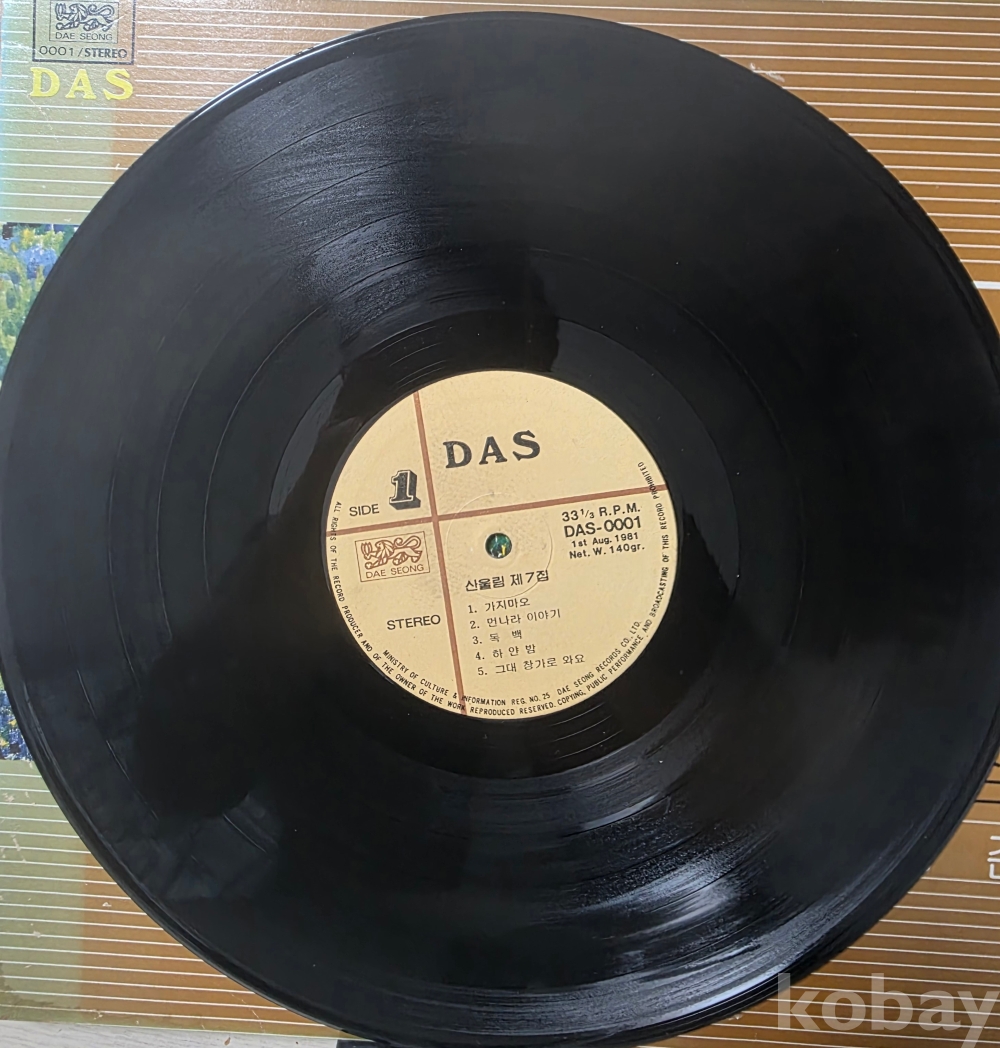 DAE SEONG
0001/STEREO
DAS
DAS
SIDE 1
33 1/3 R.P.M.
DAS-0001
1st Aug. 1981
Net. W. 140gr.
DAE SEONG
STEREO
산울림 제7집
1. 가지마오
2. 먼나라 이야기
3. 독 백
4. 하얀밤
5. 그대 창가로 와요
ALL RIGHTS OF THE RECORD PRODUCER AND OF THE OWNER OF THE WORK REPRODUCED RESERVED. COPYING, PUBLIC PERFORMANCE AND BROADCASTING OF THIS RECORD PROHIBITED
MINISTRY OF CULTURE & INFORMATION REG. NO. 25 DAE SEONG RECORDS CO., LTD.
kobay